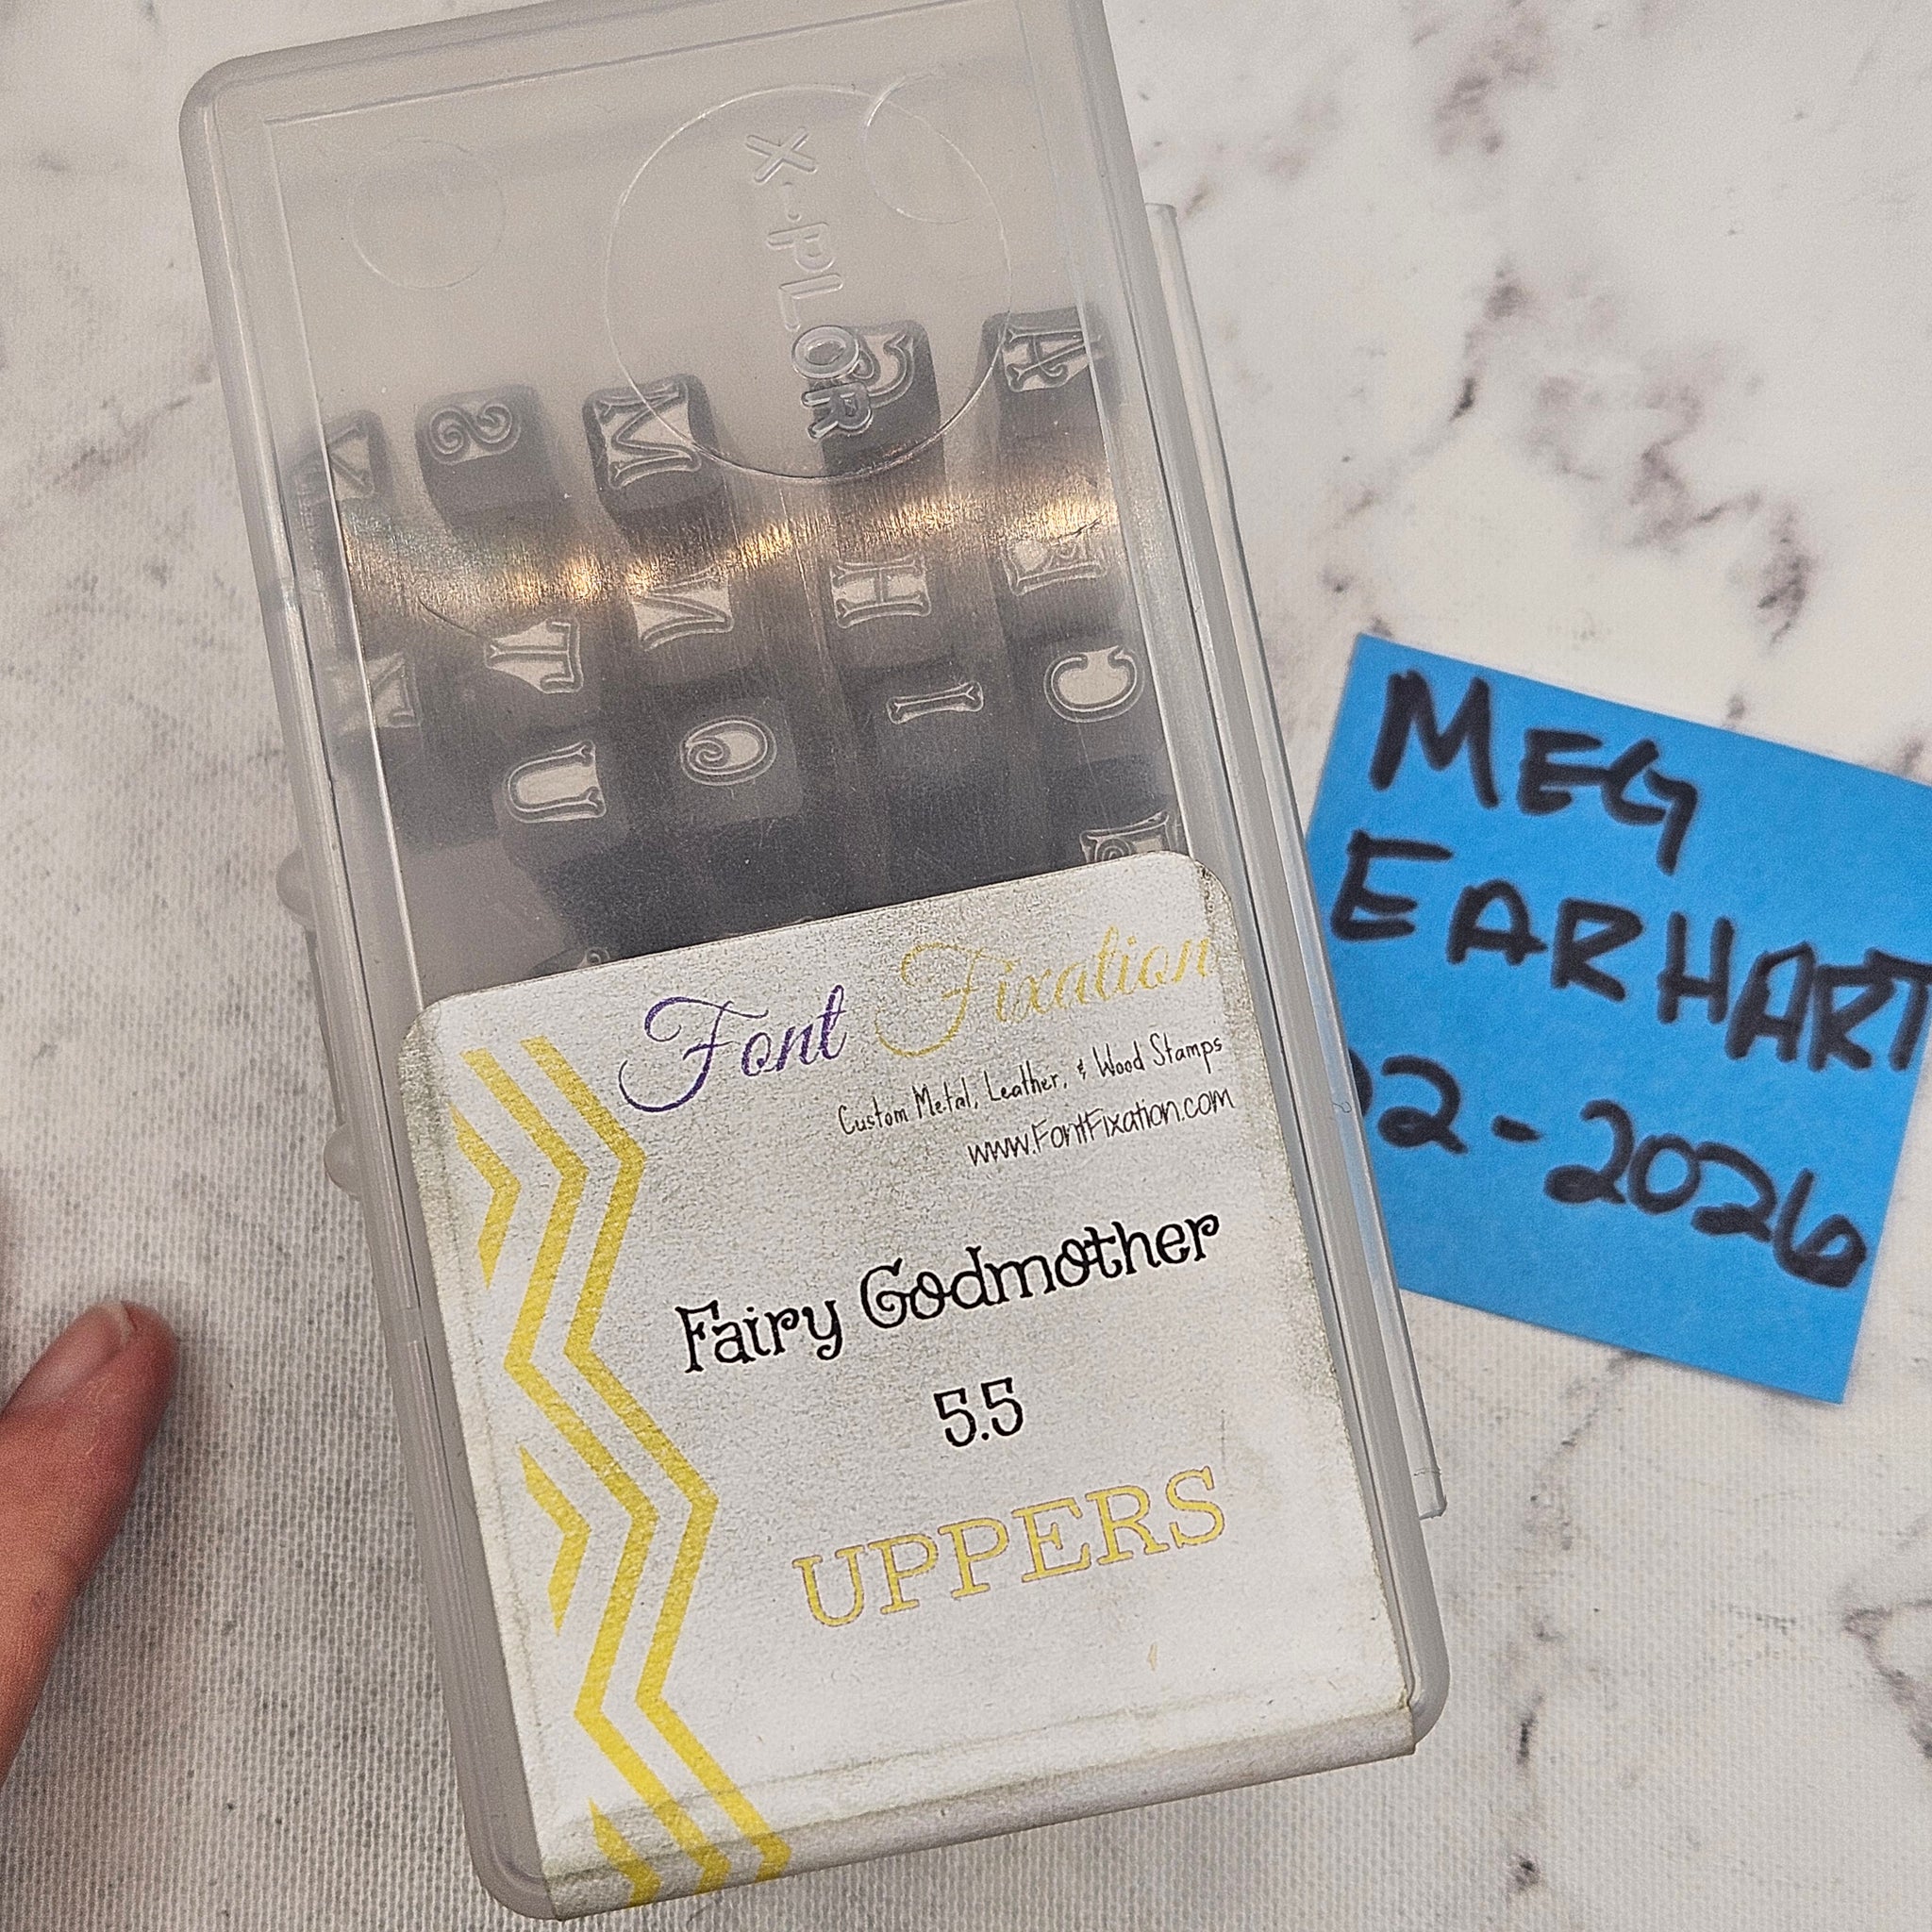 X-PLOR
Font Fixation
Custom Metal, Leather, & Wood Stamps
www.FontFixation.com
Fairy Godmother
5.5
UPPERS
MEG
EARHART
02-2026